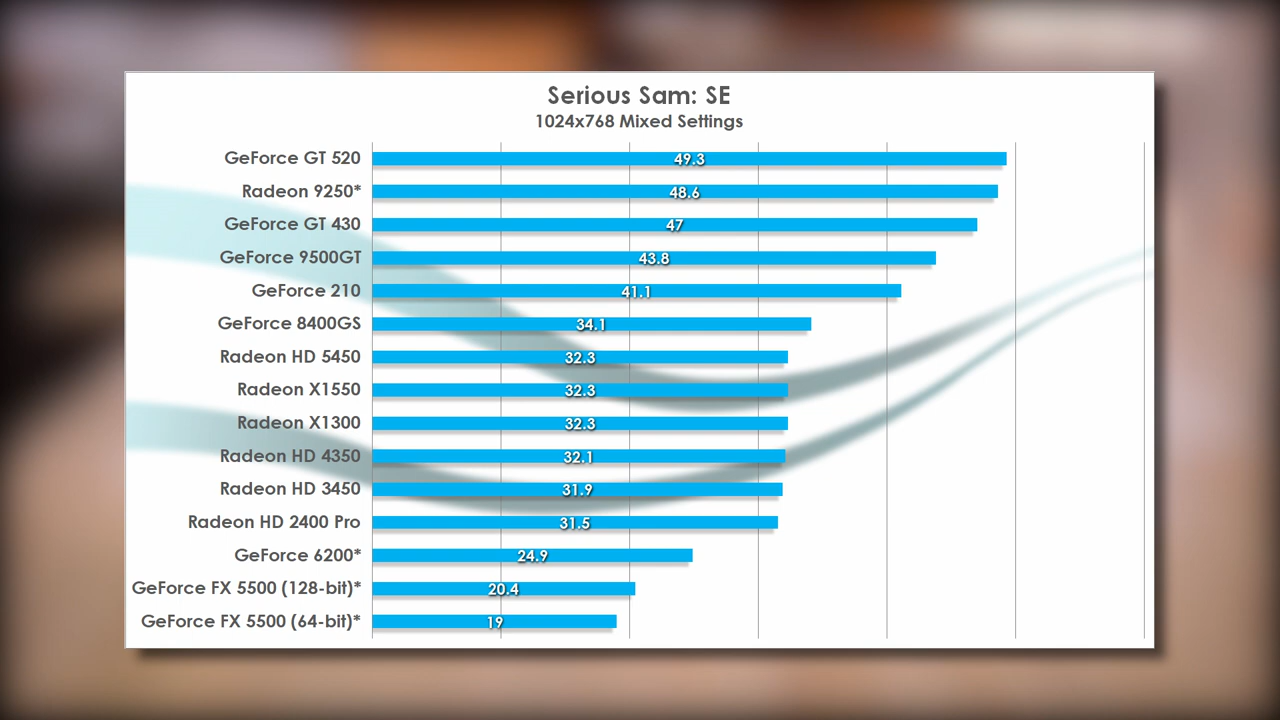 Serious Sam: SE
1024x768 Mixed Settings
GeForce GT 520 49.3
Radeon 9250* 48.6
GeForce GT 430 47
GeForce 9500GT 43.8
GeForce 210 41.1
GeForce 8400GS 34.1
Radeon HD 5450 32.3
Radeon X1550 32.3
Radeon X1300 32.3
Radeon HD 4350 32.1
Radeon HD 3450 31.9
Radeon HD 2400 Pro 31.5
GeForce 6200* 24.9
GeForce FX 5500 (128-bit)* 20.4
GeForce FX 5500 (64-bit)* 19